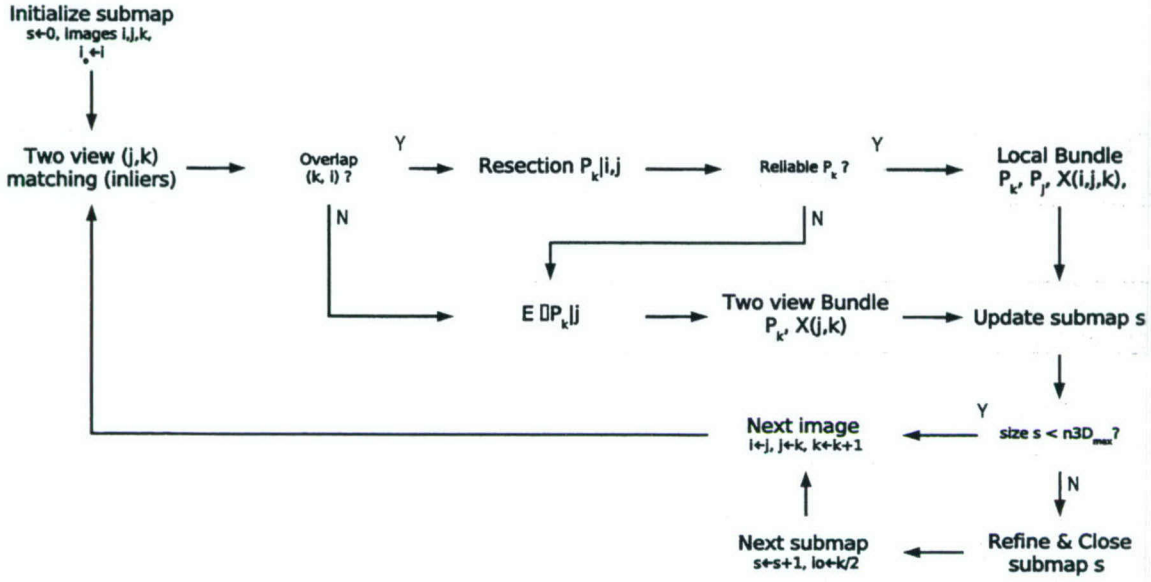 Initialize submap
s←0, images i,j,k,
i₀←i
Two view (j,k)
matching (inliers)
Overlap
(k, i) ?
Y
N
Resection Pₖ|i,j
Reliable Pₖ ?
Y
N
Local Bundle
Pₖ, Pⱼ, X(i,j,k),
E ▯Pₖ|j
Two view Bundle
Pₖ, X(j,k)
Update submap s
size s < n3Dₘₐₓ?
Y
N
Next image
i←j, j←k, k←k+1
Next submap
s←s+1, Io←k/2
Refine & Close
submap s